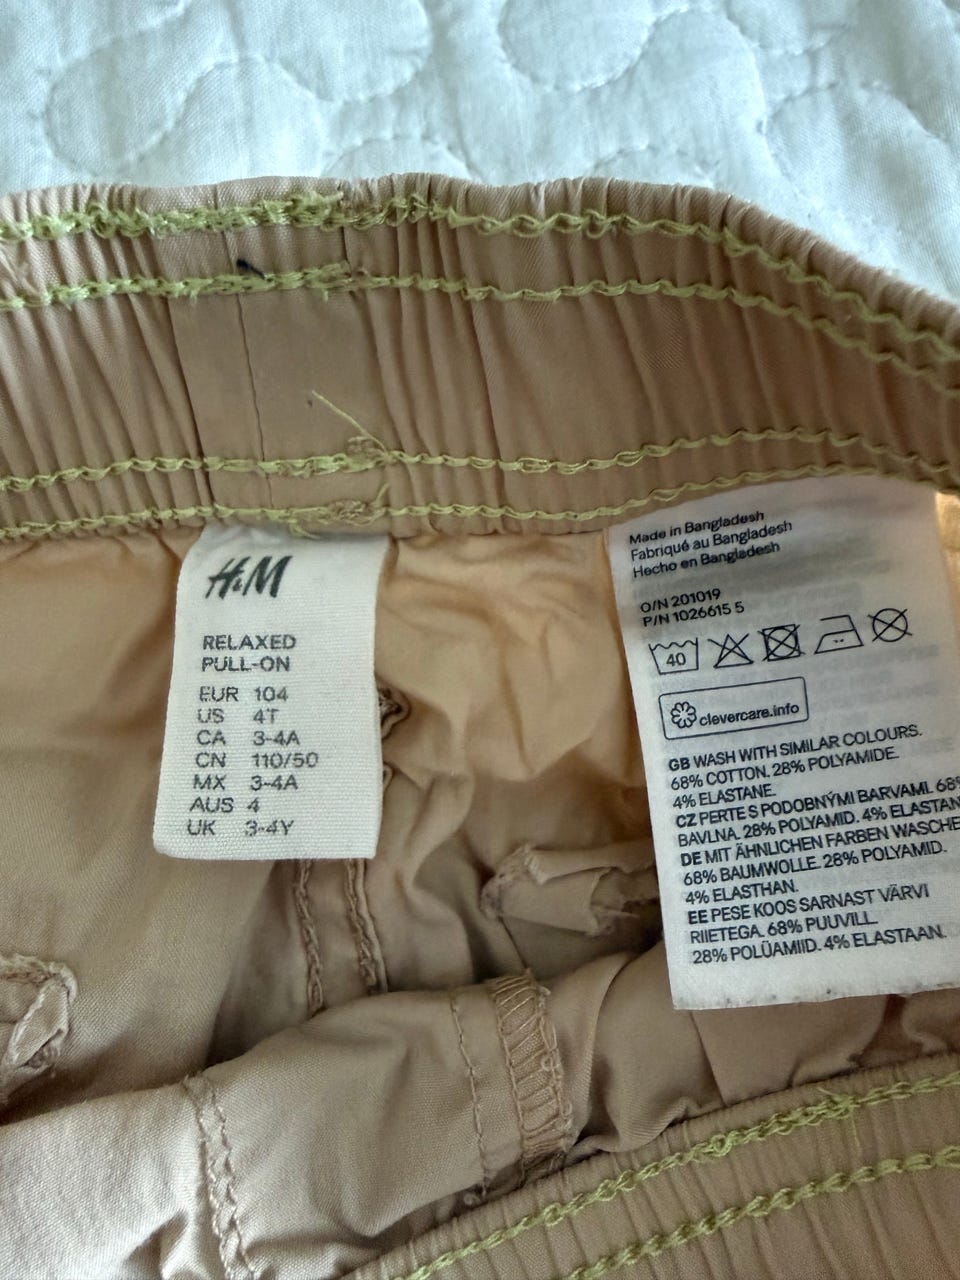 H&M
RELAXED
PULL-ON
EUR 104
US 4T
CA 3-4A
CN 110/50
MX 3-4A
AUS 4
UK 3-4Y
Made in Bangladesh
Fabriqué au Bangladesh
Hecho en Bangladesh
O/N 201019
P/N 1026615 5
40
clevercare.info
GB WASH WITH SIMILAR COLOURS.
68% COTTON. 28% POLYAMIDE.
4% ELASTANE.
CZ PERTE S PODOBNÝMI BARVAMI. 68%
BAVLNA. 28% POLYAMID. 4% ELASTAN
DE MIT ÄHNLICHEN FARBEN WASCHE
68% BAUMWOLLE. 28% POLYAMID.
4% ELASTHAN.
EE PESE KOOS SARNAST VÄRVI
RIIETEGA. 68% PUUVILL.
28% POLÜAMIID. 4% ELASTAAN.